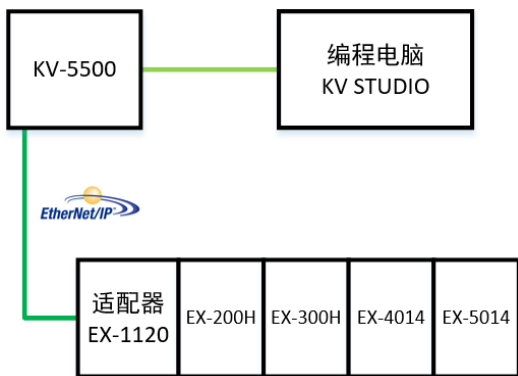 KV-5500
编程电脑
KV STUDIO
EtherNet/IP™
适配器
EX-1120
EX-200H
EX-300H
EX-4014
EX-5014